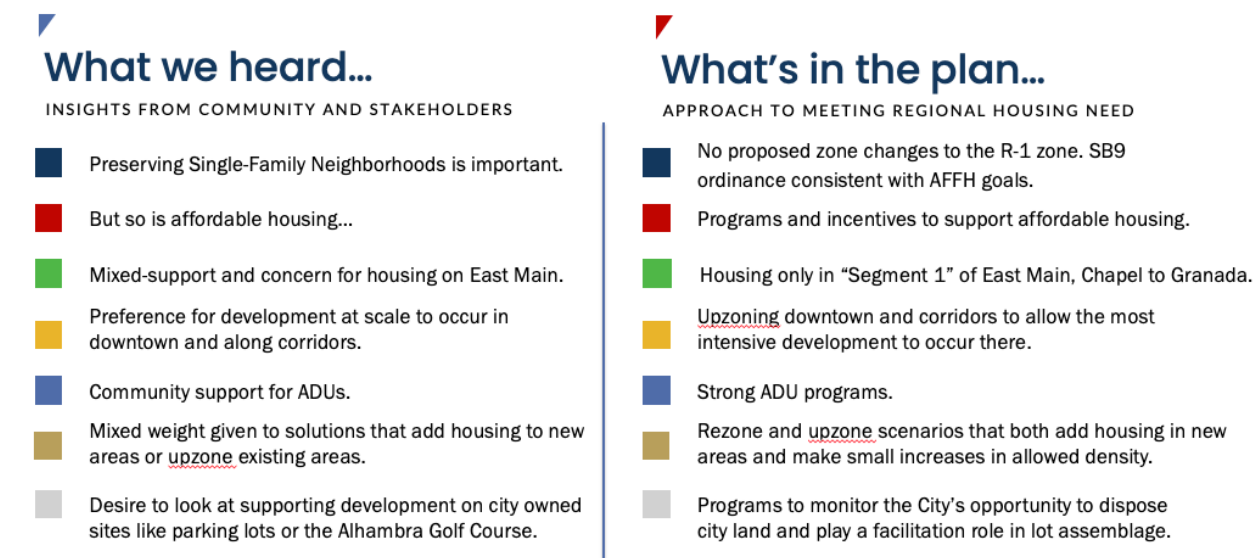 What we heard...
INSIGHTS FROM COMMUNITY AND STAKEHOLDERS
Preserving Single-Family Neighborhoods is important.
But so is affordable housing...
Mixed-support and concern for housing on East Main.
Preference for development at scale to occur in
downtown and along corridors.
Community support for ADUs.
Mixed weight given to solutions that add housing to new
areas or upzone existing areas.
Desire to look at supporting development on city owned
sites like parking lots or the Alhambra Golf Course.
What's in the plan...
APPROACH TO MEETING REGIONAL HOUSING NEED
No proposed zone changes to the R-1 zone. SB9
ordinance consistent with AFFH goals.
Programs and incentives to support affordable housing.
Housing only in “Segment 1” of East Main, Chapel to Granada.
Upzoning downtown and corridors to allow the most
intensive development to occur there.
Strong ADU programs.
Rezone and upzone scenarios that both add housing in new
areas and make small increases in allowed density.
Programs to monitor the City's opportunity to dispose
city land and play a facilitation role in lot assemblage.